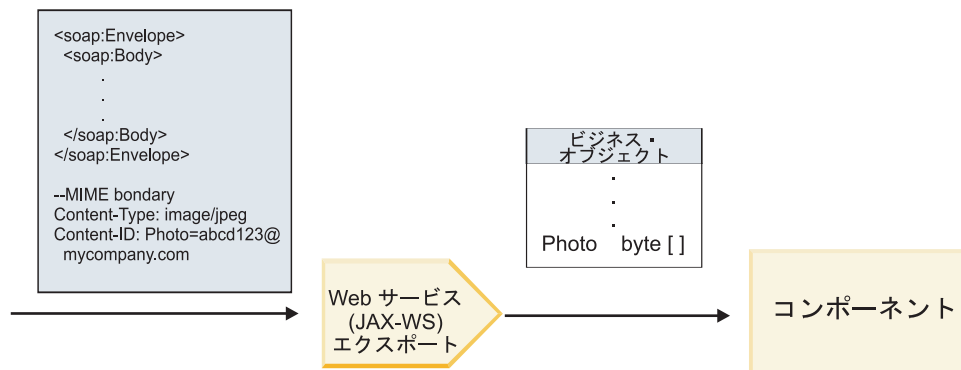 <soap:Envelope>
<soap:Body>
.
.
.
</soap:Body>
</soap:Envelope>
--MIME bondary
Content-Type: image/jpeg
Content-ID: Photo=abcd123@
mycompany.com
Web サービス
(JAX-WS)
エクスポート
ビジネス・
オブジェクト
.
.
.
Photo byte [ ]
コンポーネント